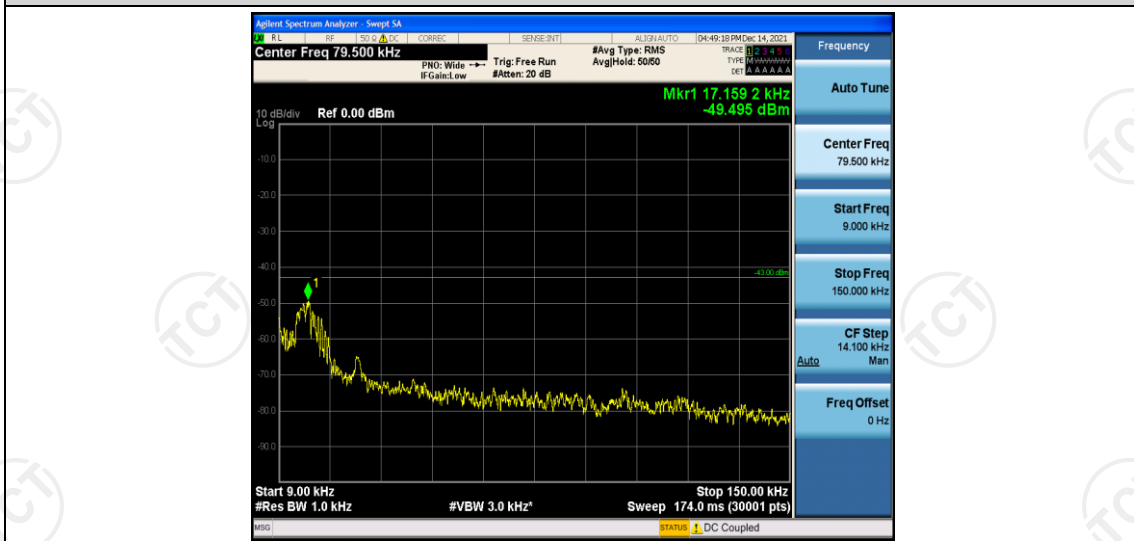 Agilent Spectrum Analyzer - Swept SA
RL RF 50 Ω DC CORREC SENSE:INT ALIGN AUTO 04:49:18 PM Dec 14, 2021
Center Freq 79.500 kHz
#Avg Type: RMS
TRACE 1 2 3 4 5 6
PNO: Wide
Trig: Free Run
Avg|Hold: 50/50
TYPE M
IFGain:Low
#Atten: 20 dB
DET A A A A A A
Mkr1 17.159 2 kHz
-49.495 dBm
10 dB/div Ref 0.00 dBm
Log
-10.0
-20.0
-30.0
-40.0
-43.00 dBm
1
-50.0
-60.0
-70.0
-80.0
-90.0
Start 9.00 kHz
Stop 150.00 kHz
#Res BW 1.0 kHz
#VBW 3.0 kHz*
Sweep 174.0 ms (30001 pts)
MSG
STATUS
DC Coupled
Frequency
Auto Tune
Center Freq
79.500 kHz
Start Freq
9.000 kHz
Stop Freq
150.000 kHz
CF Step
14.100 kHz
Auto Man
Freq Offset
0 Hz
TCT
TCT